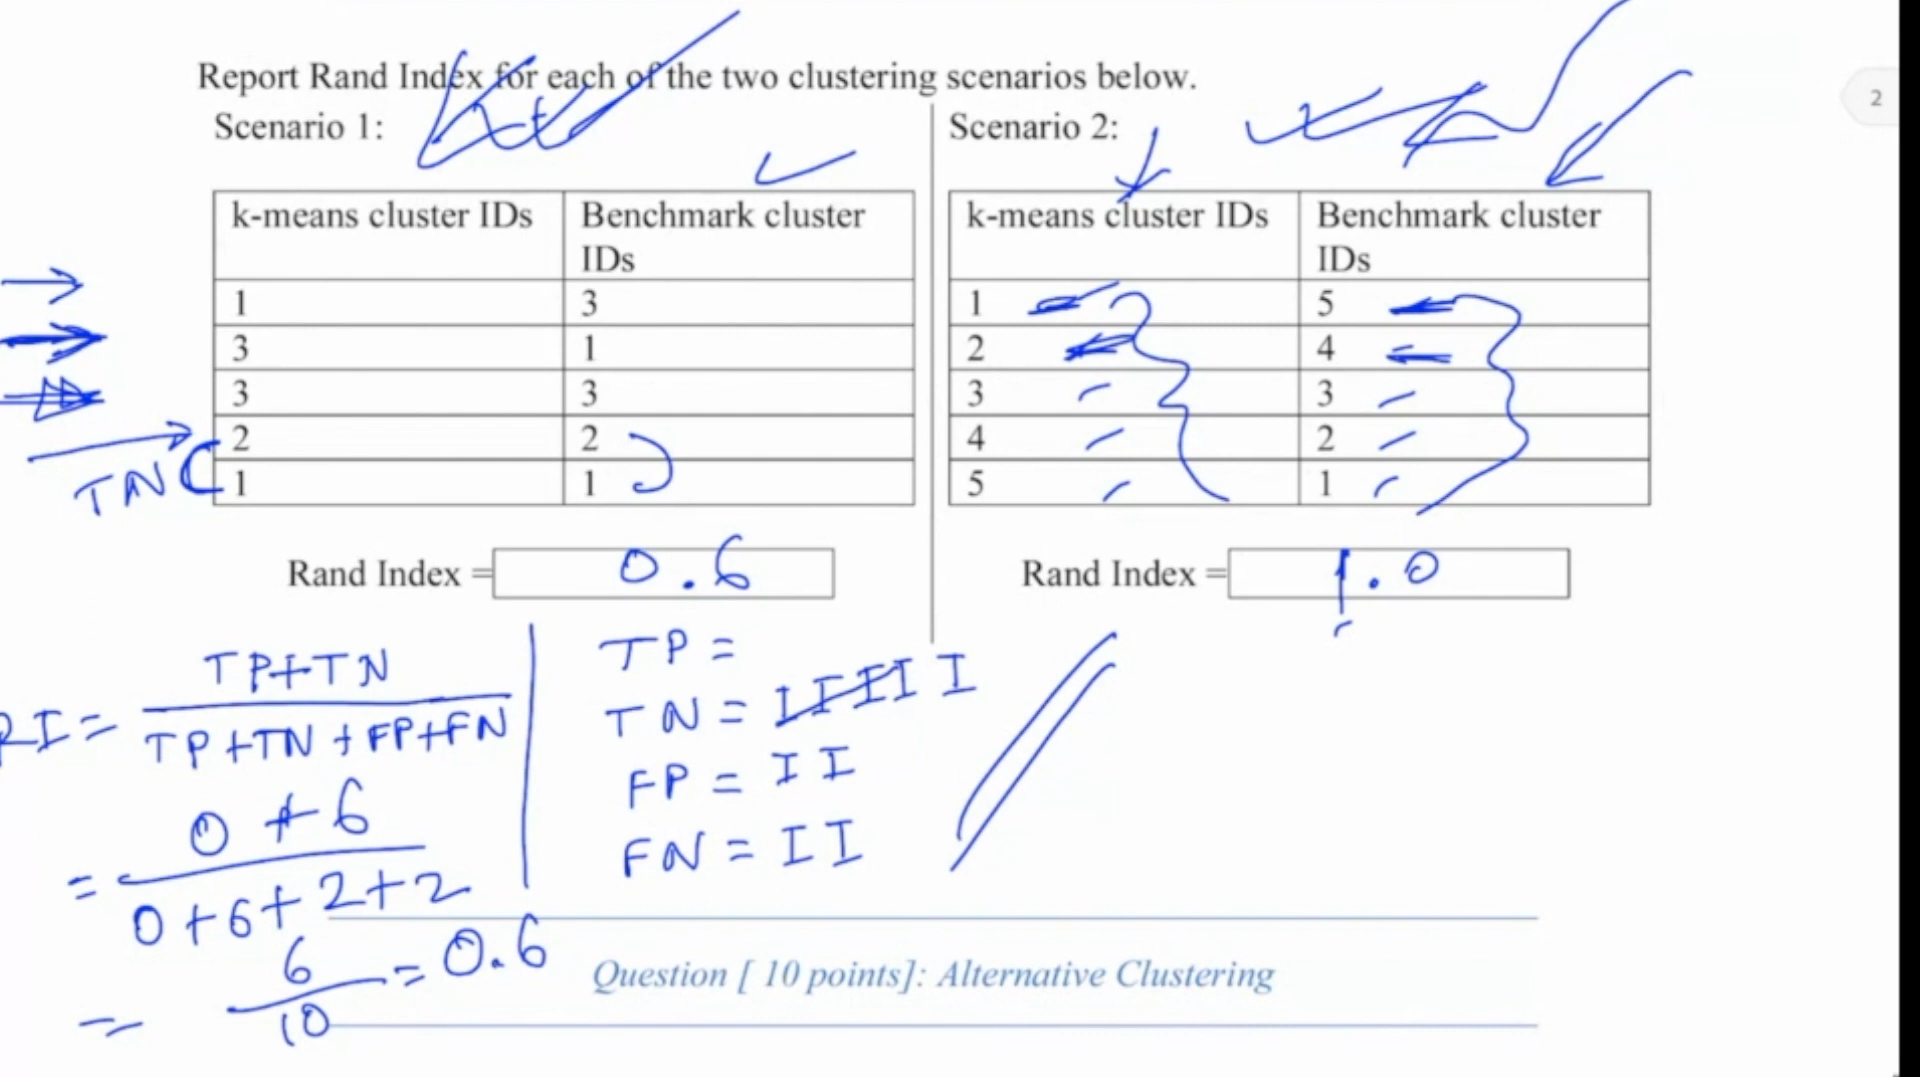 2
Report Rand Index for each of the two clustering scenarios below.
Scenario 1:
k-means cluster IDs Benchmark cluster IDs
1 3
3 1
3 3
2 2
1 1
TN
Rand Index = 0.6
Scenario 2:
k-means cluster IDs Benchmark cluster IDs
1 5
2 4
3 3
4 2
5 1
Rand Index = 1.0
RI = TP+TN / TP+TN+FP+FN
= 0+6 / 0+6+2+2
= 6 / 10 = 0.6
TP =
TN = IIIII I
FP = II
FN = II
Question [ 10 points]: Alternative Clustering